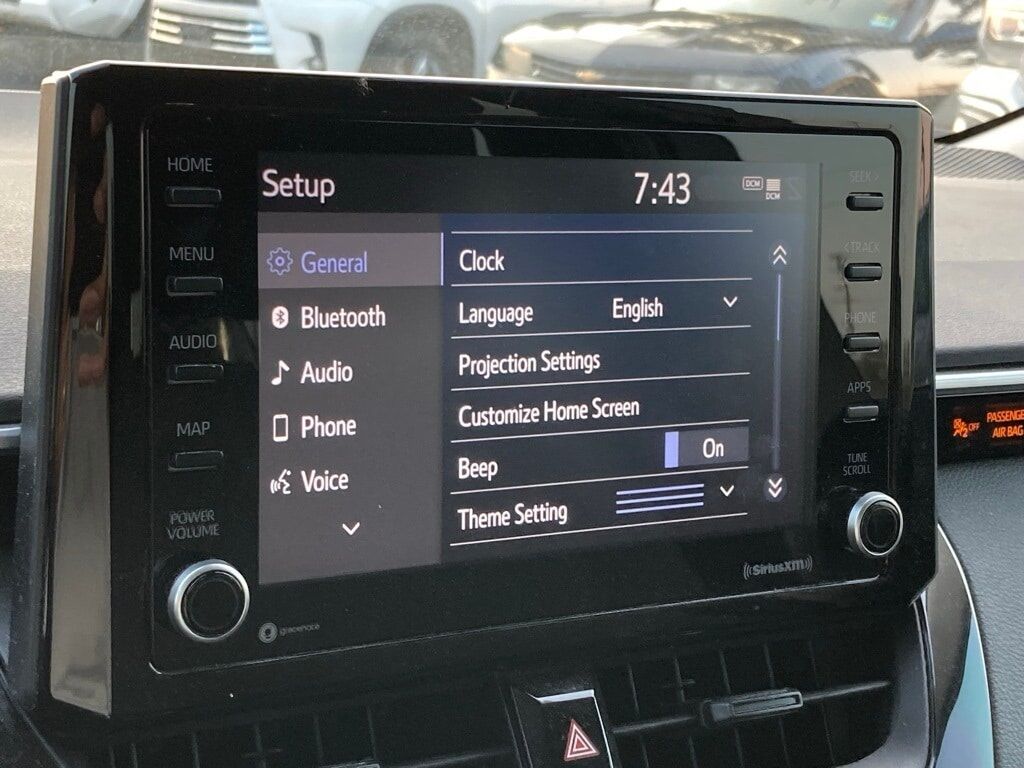 HOME
MENU
AUDIO
MAP
POWER
VOLUME
Setup
7:43
DCM
DCM
General
Bluetooth
Audio
Phone
Voice
Clock
Language English
Projection Settings
Customize Home Screen
Beep On
Theme Setting
SEEK >
< TRACK
PHONE
APPS
TUNE
SCROLL
gracenote
SiriusXM
OFF
PASSENGE
AIR BAG